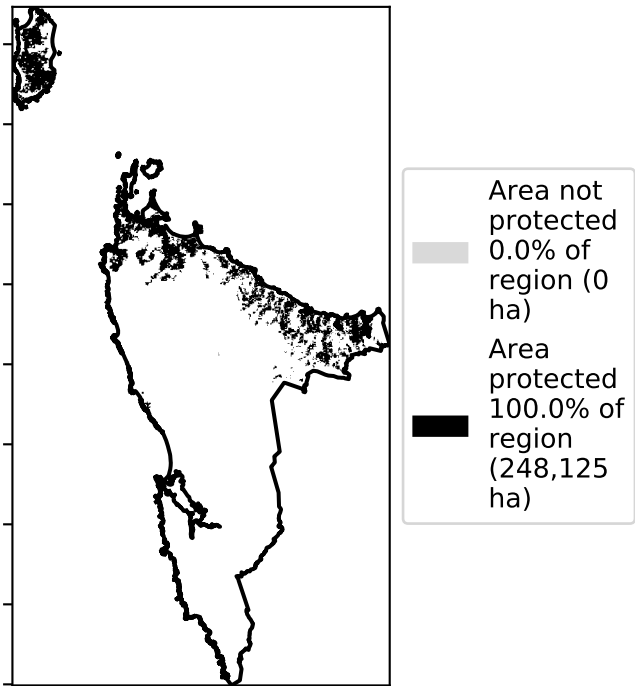 Area not
protected
0.0% of
region (0
ha)
Area
protected
100.0% of
region
(248,125
ha)